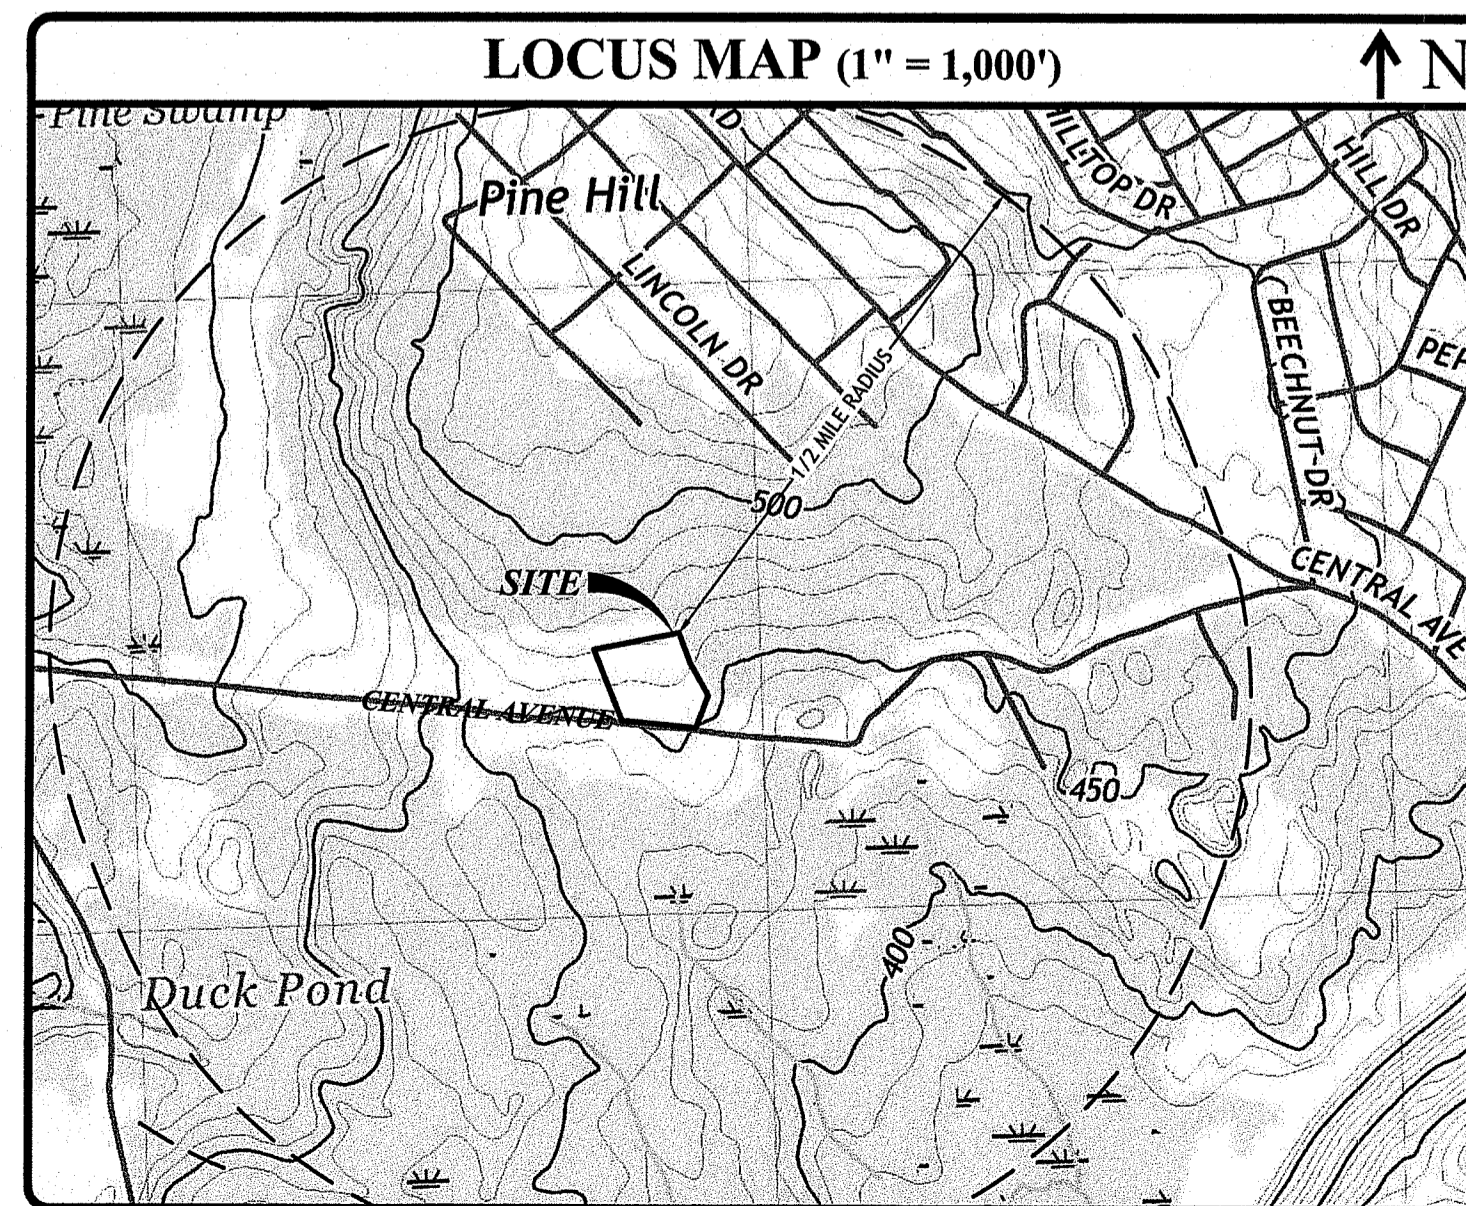 LOCUS MAP (1" = 1,000')
N
Pine Swamp
RD
HILLTOP DR
HILL DR
Pine Hill
LINCOLN DR
BEECHNUT DR
1/2 MILE RADIUS
500
SITE
CENTRAL AVE
CENTRAL AVENUE
450
400
Duck Pond